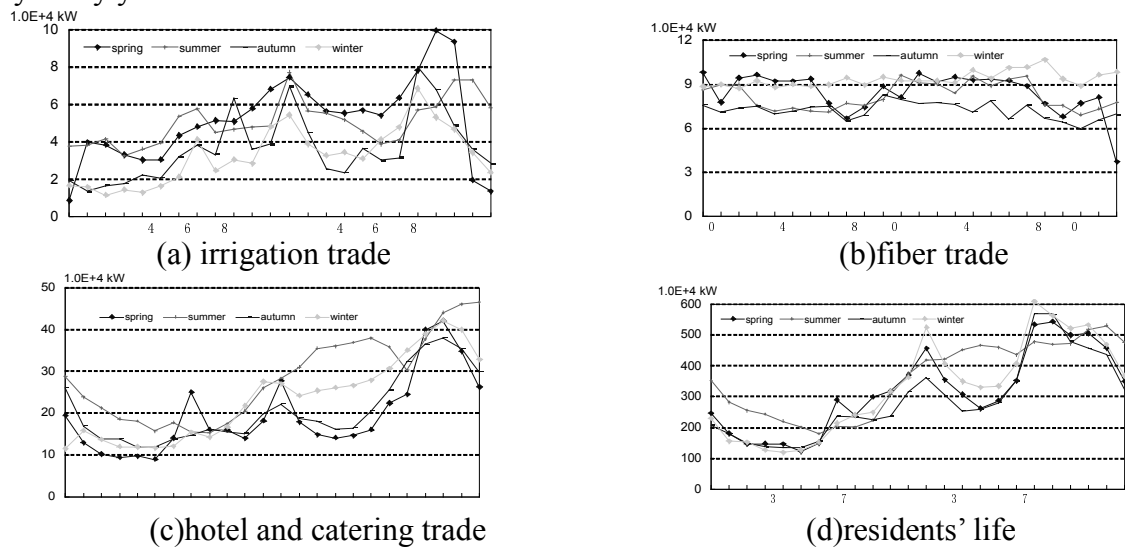 1.0E+4 kW
10
8
6
4
2
0
spring summer autumn winter
4 6 8 4 6 8
(a) irrigation trade
1.0E+4 kW
12
9
6
3
0
spring summer autumn winter
0 4 8 0 4 8 0
(b)fiber trade
1.0E+4 kW
50
40
30
20
10
0
spring summer autumn winter
(c)hotel and catering trade
1.0E+4 kW
600
500
400
300
200
100
0
spring summer autumn winter
3 7 3 7
(d)residents' life